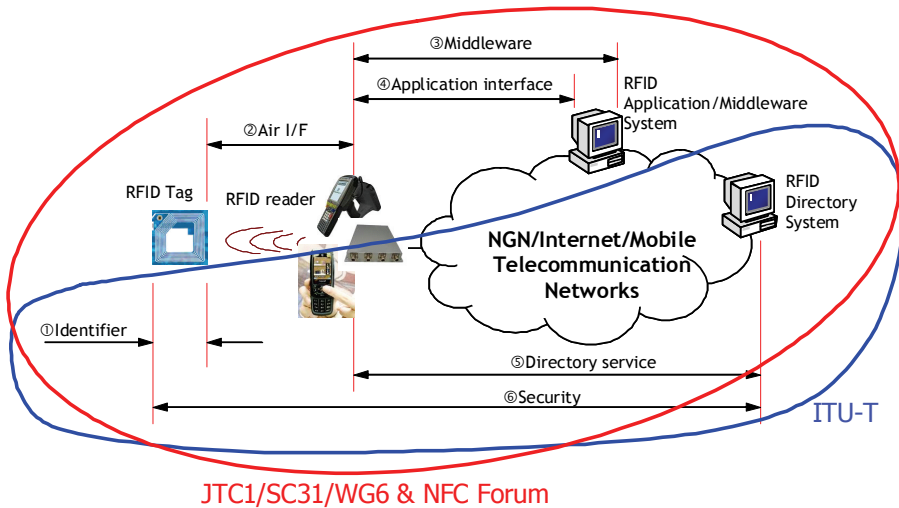 ③Middleware
④Application interface
RFID
Application/Middleware
System
②Air I/F
RFID Tag
RFID reader
RFID
Directory
System
NGN/Internet/Mobile
Telecommunication
Networks
①Identifier
⑤Directory service
⑥Security
ITU-T
JTC1/SC31/WG6 & NFC Forum